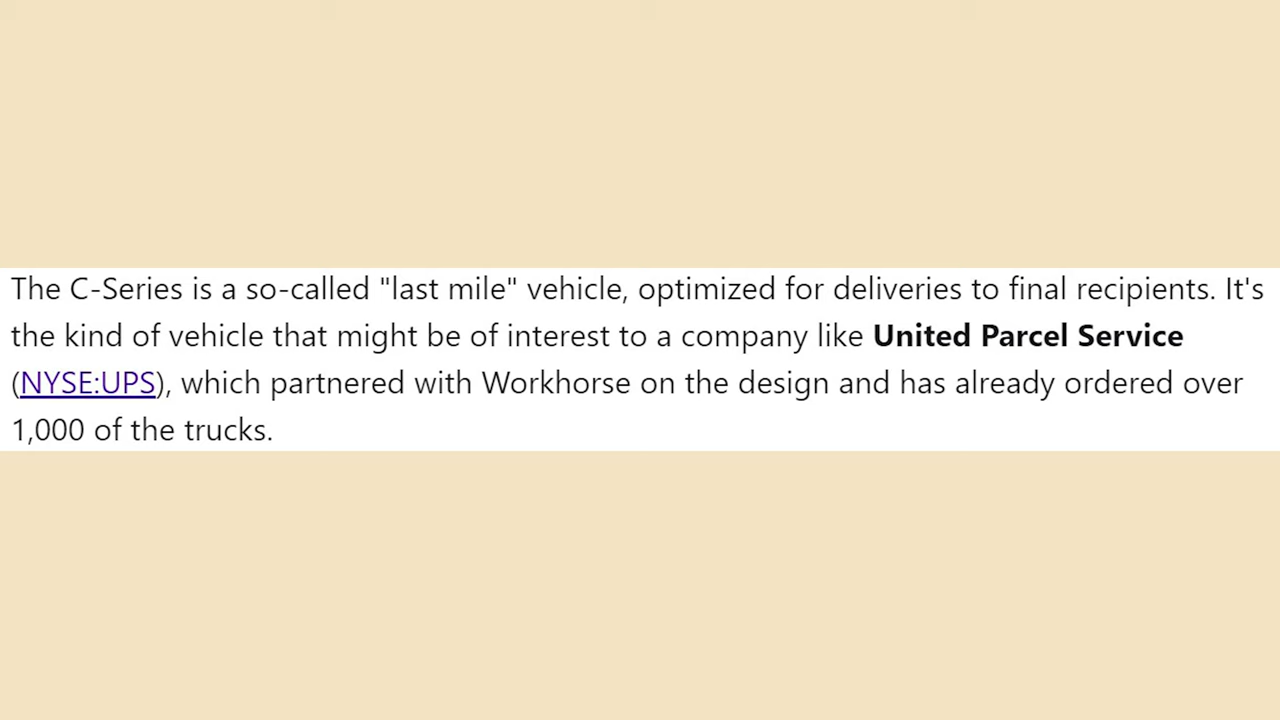 The C-Series is a so-called "last mile" vehicle, optimized for deliveries to final recipients. It's
the kind of vehicle that might be of interest to a company like United Parcel Service
(NYSE:UPS), which partnered with Workhorse on the design and has already ordered over
1,000 of the trucks.